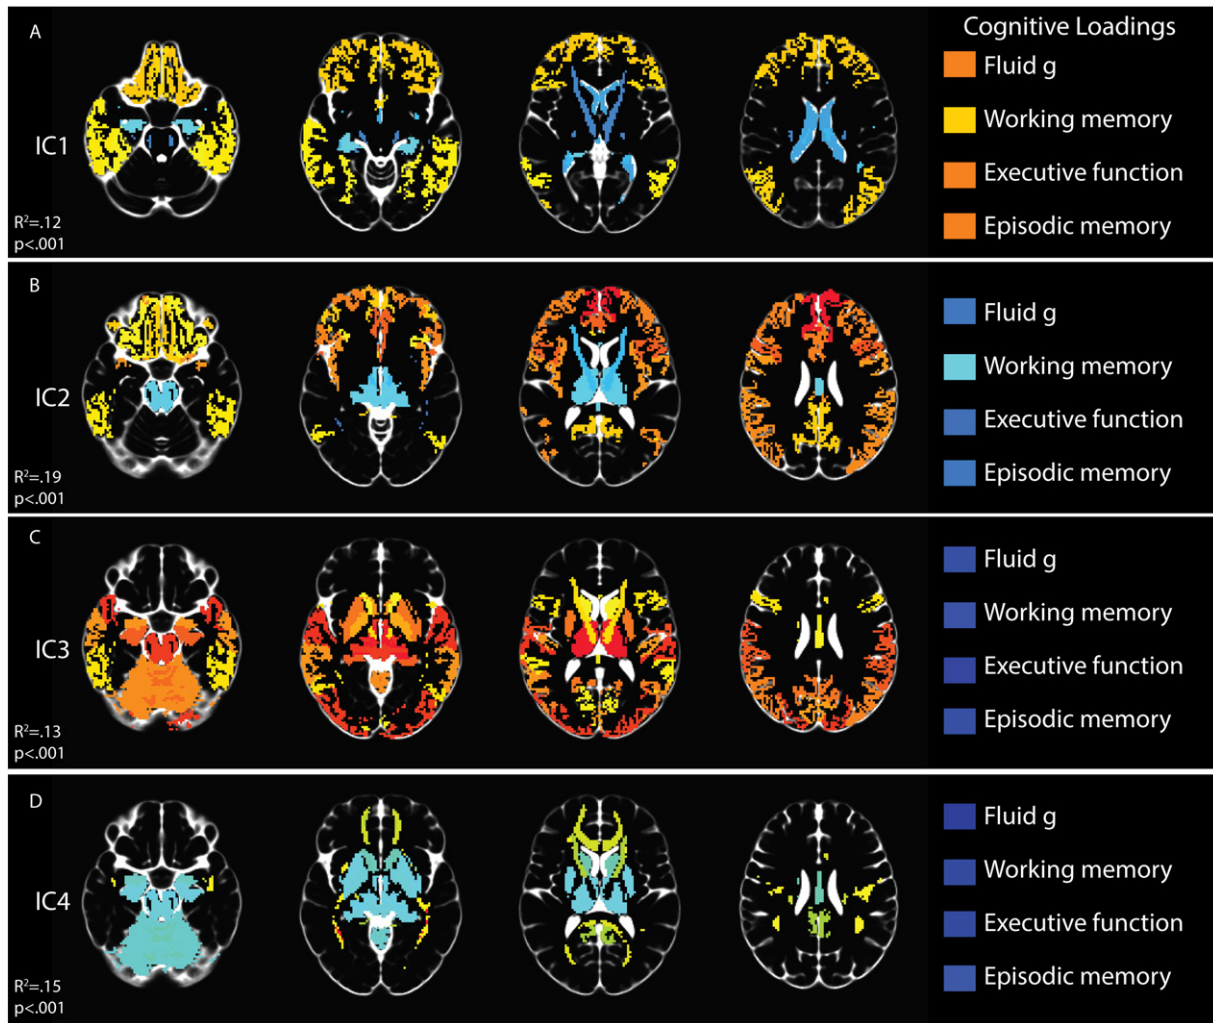 A
Cognitive Loadings
Fluid g
Working memory
IC1
Executive function
Episodic memory
R²=.12
p<.001
B
Fluid g
Working memory
IC2
Executive function
Episodic memory
R²=.19
p<.001
C
Fluid g
Working memory
IC3
Executive function
Episodic memory
R²=.13
p<.001
D
Fluid g
Working memory
IC4
Executive function
Episodic memory
R²=.15
p<.001